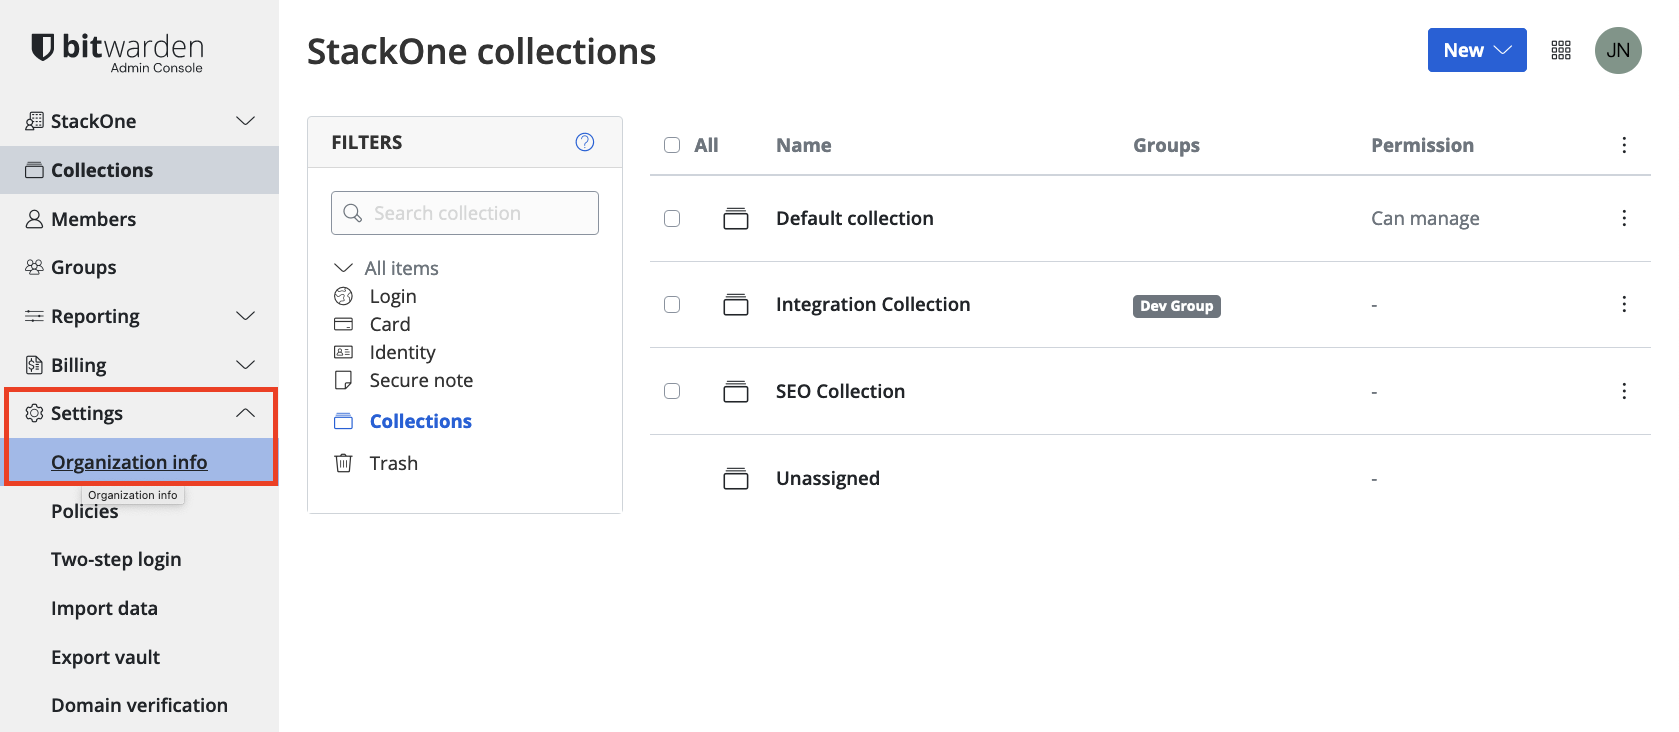 bitwarden
Admin Console
StackOne
Collections
Members
Groups
Reporting
Billing
Settings
Organization info
Organization info
Policies
Two-step login
Import data
Export vault
Domain verification
StackOne collections
New
JN
FILTERS
?
Search collection
All items
Login
Card
Identity
Secure note
Collections
Trash
All Name Groups Permission
Default collection Can manage
Integration Collection Dev Group -
SEO Collection -
Unassigned -